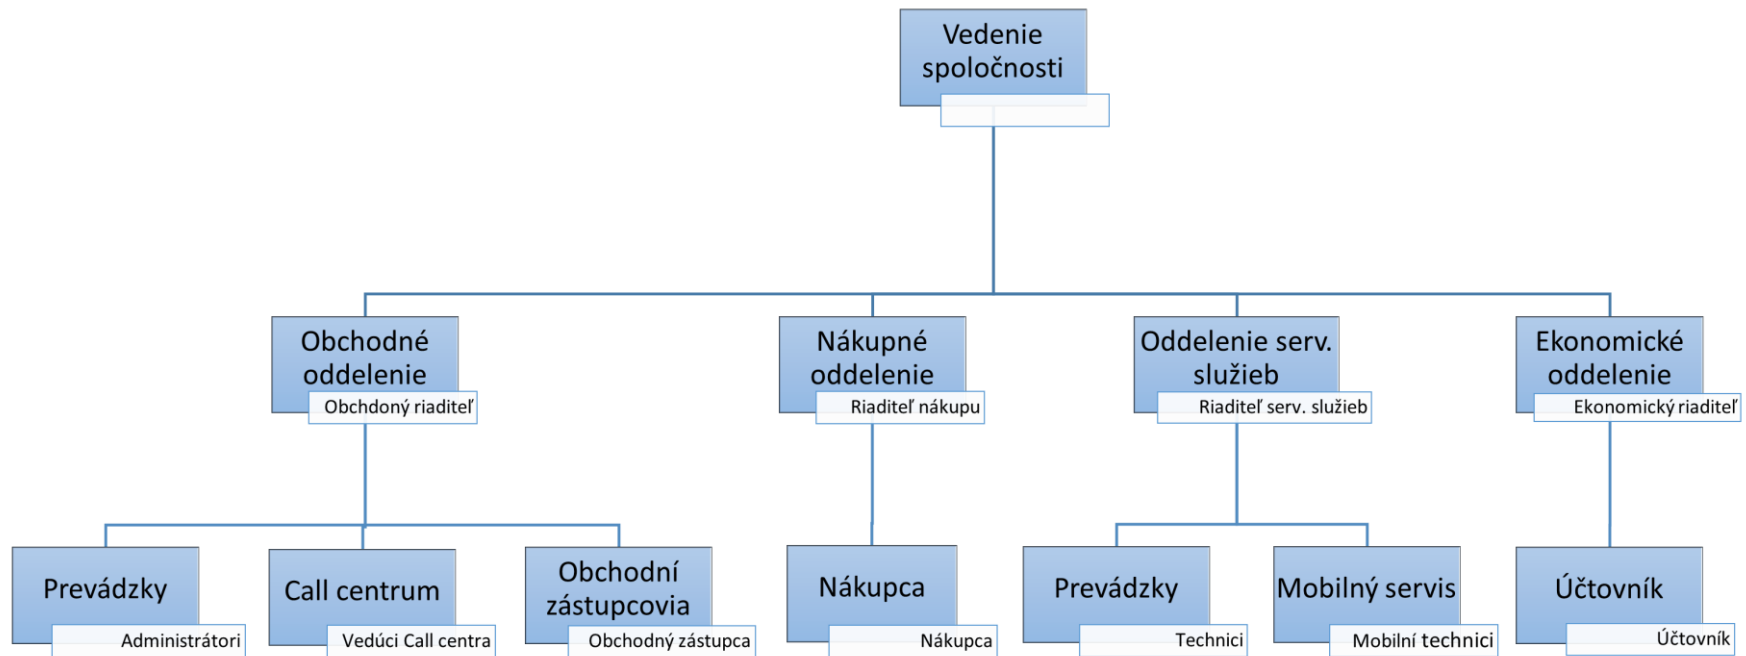 Vedenie
spoločnosti
Obchodné
oddelenie
Obchdoný riaditeľ
Nákupné
oddelenie
Riaditeľ nákupu
Oddelenie serv.
služieb
Riaditeľ serv. služieb
Ekonomické
oddelenie
Ekonomický riaditeľ
Prevádzky
Administrátori
Call centrum
Vedúci Call centra
Obchodní
zástupcovia
Obchodný zástupca
Nákupca
Nákupca
Prevádzky
Technici
Mobilný servis
Mobilní technici
Účtovník
Účtovník